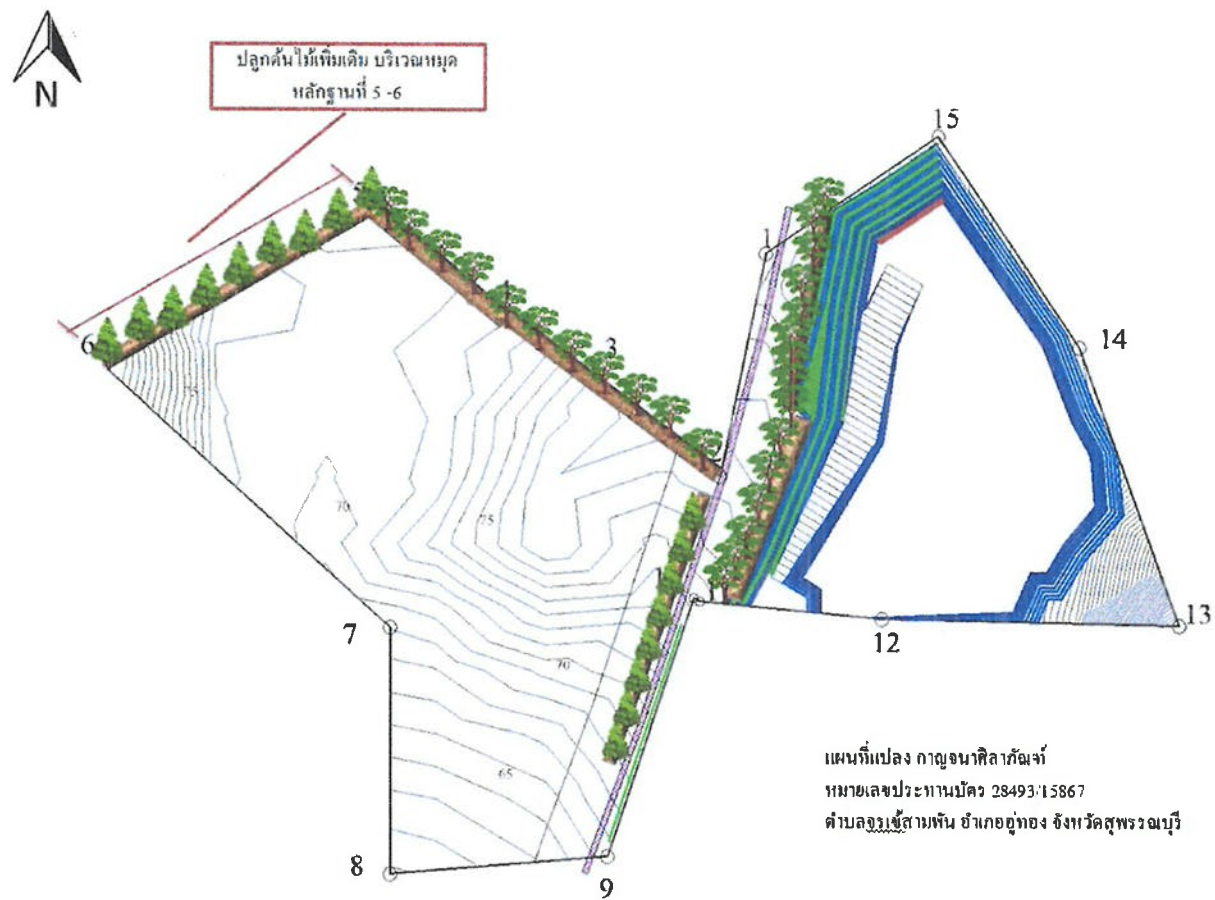 N
ปลูกต้นไม้เพิ่มเติม บริเวณหมุด
หลักฐานที่ 5 -6
15
1
14
3
6
2
75
70
75
7
13
12
70
65
8
9
แผนที่แปลง กาญจนาศิลาภัณฑ์
หมายเลขประทานบัตร 28493/15867
ตำบลจรเข้สามพัน อำเภออู่ทอง จังหวัดสุพรรณบุรี